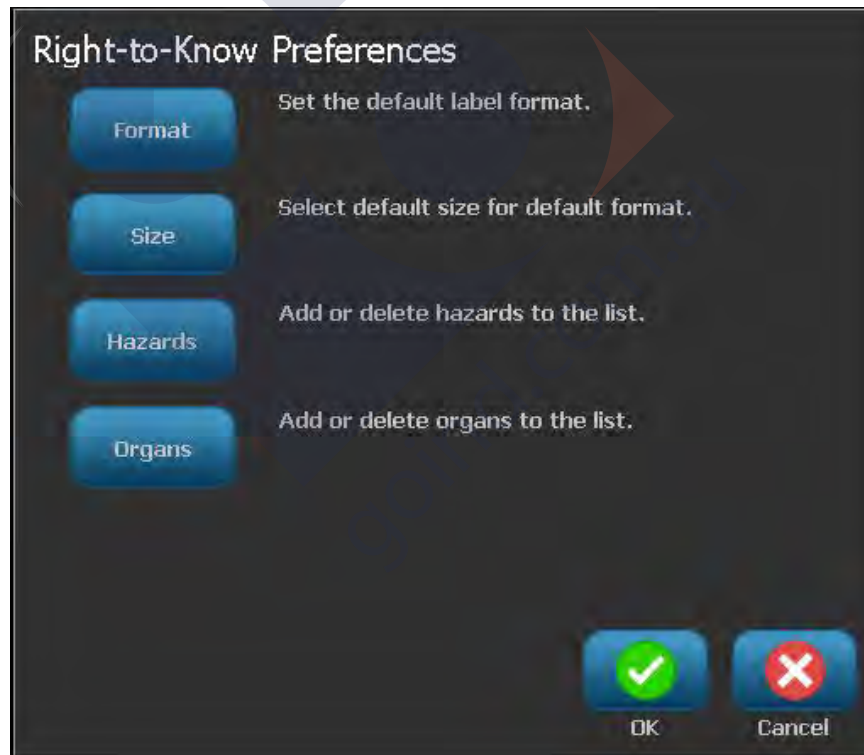 Right-to-Know Preferences
Format
Set the default label format.
Size
Select default size for default format.
Hazards
Add or delete hazards to the list.
Organs
Add or delete organs to the list.
OK
Cancel